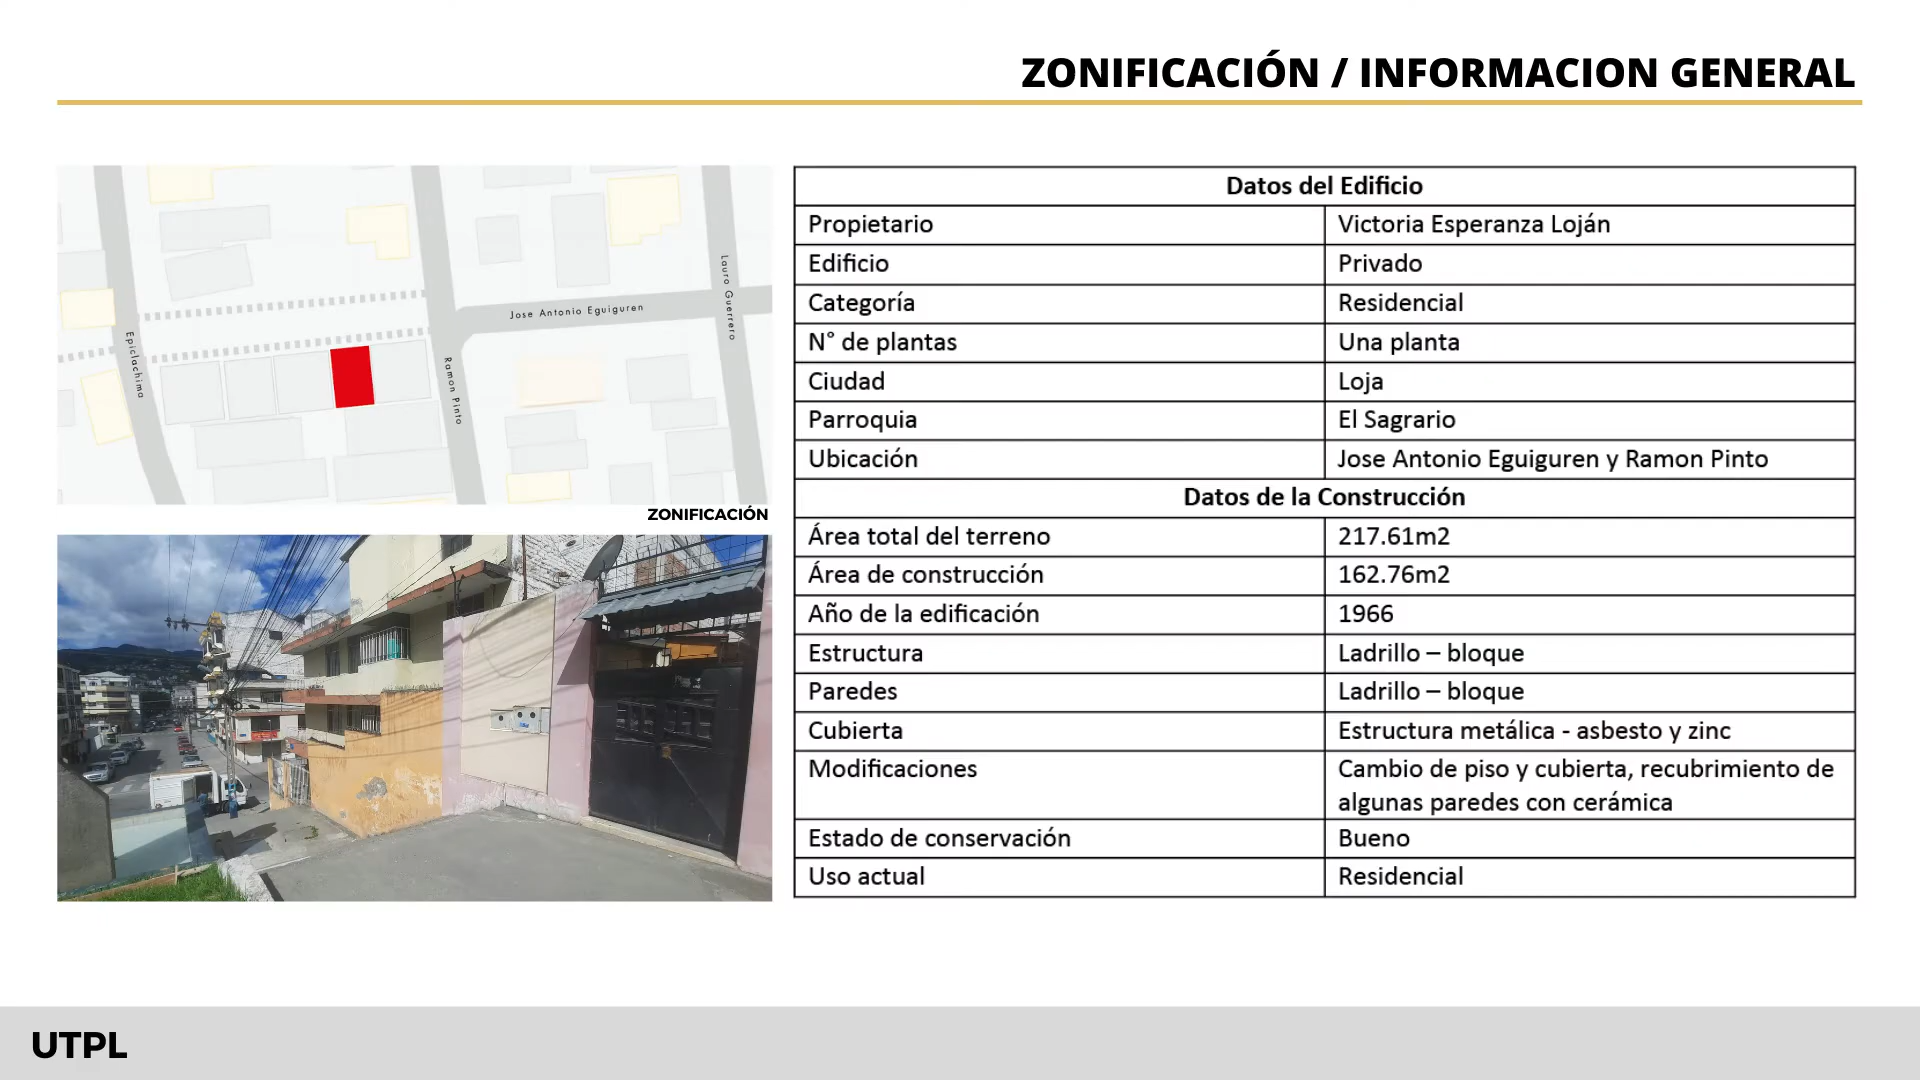 ZONIFICACIÓN / INFORMACION GENERAL
Jose Antonio Eguiguren
Lauro Guerrero
Epiclachima
Ramon Pinto
ZONIFICACIÓN
Datos del Edificio
Propietario Victoria Esperanza Loján
Edificio Privado
Categoría Residencial
N° de plantas Una planta
Ciudad Loja
Parroquia El Sagrario
Ubicación Jose Antonio Eguiguren y Ramon Pinto
Datos de la Construcción
Área total del terreno 217.61m2
Área de construcción 162.76m2
Año de la edificación 1966
Estructura Ladrillo – bloque
Paredes Ladrillo – bloque
Cubierta Estructura metálica - asbesto y zinc
Modificaciones Cambio de piso y cubierta, recubrimiento de
algunas paredes con cerámica
Estado de conservación Bueno
Uso actual Residencial
UTPL